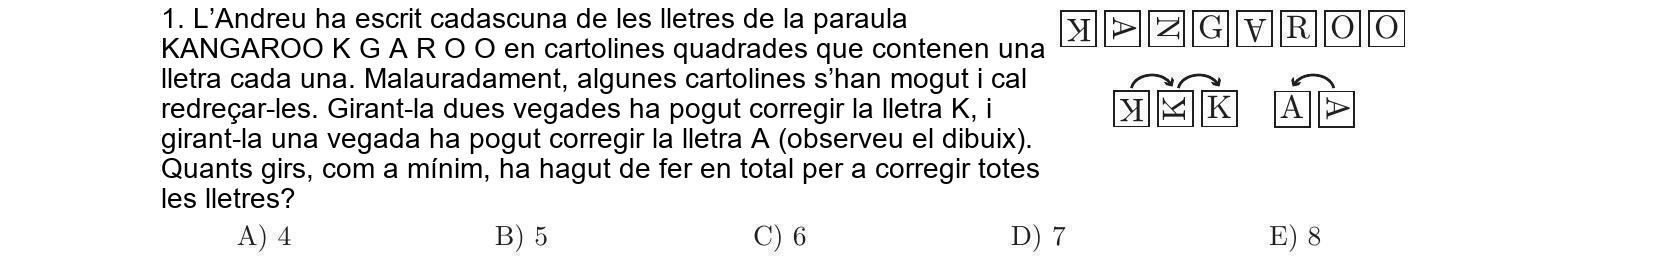 1. L’Andreu ha escrit cadascuna de les lletres de la paraula
KANGAROO K G A R O O en cartolines quadrades que contenen una
lletra cada una. Malauradament, algunes cartolines s’han mogut i cal
redreçar-les. Girant-la dues vegades ha pogut corregir la lletra K, i
girant-la una vegada ha pogut corregir la lletra A (observeu el dibuix).
Quants girs, com a mínim, ha hagut de fer en total per a corregir totes
les lletres?
K A N G A R O O
K K K A A
A) 4 B) 5 C) 6 D) 7 E) 8